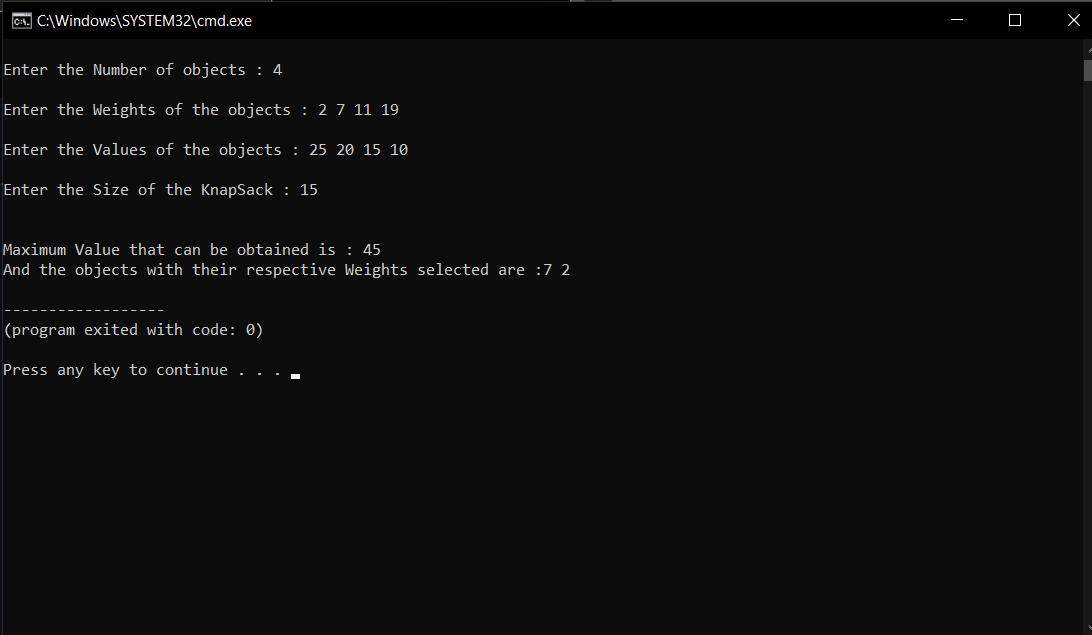 C:\Windows\SYSTEM32\cmd.exe
Enter the Number of objects : 4
Enter the Weights of the objects : 2 7 11 19
Enter the Values of the objects : 25 20 15 10
Enter the Size of the KnapSack : 15
Maximum Value that can be obtained is : 45
And the objects with their respective Weights selected are :7 2
------------------
(program exited with code: 0)
Press any key to continue . . .